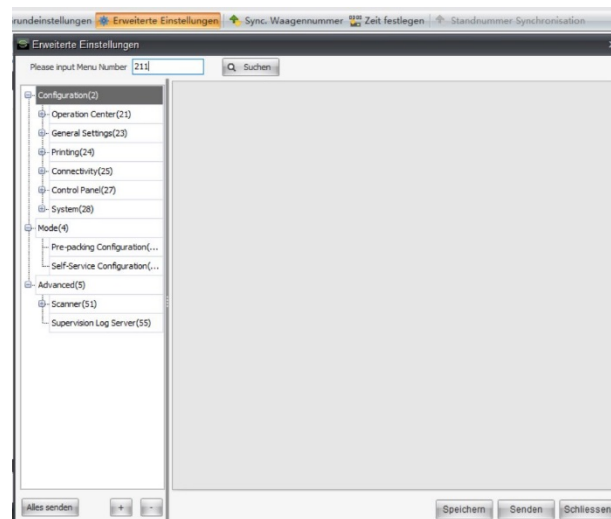 rundeinstellungen Erweiterte Einstellungen Sync. Waagennummer Zeit festlegen Standnummer Synchronisation
Erweiterte Einstellungen
Please input Menu Number 211 Suchen
Configuration(2)
Operation Center(21)
General Settings(23)
Printing(24)
Connectivity(25)
Control Panel(27)
System(28)
Mode(4)
Pre-packing Configuration(...
Self-Service Configuration(...
Advanced(5)
Scanner(51)
Supervision Log Server(55)
Alles senden + - Speichern Senden Schliessen